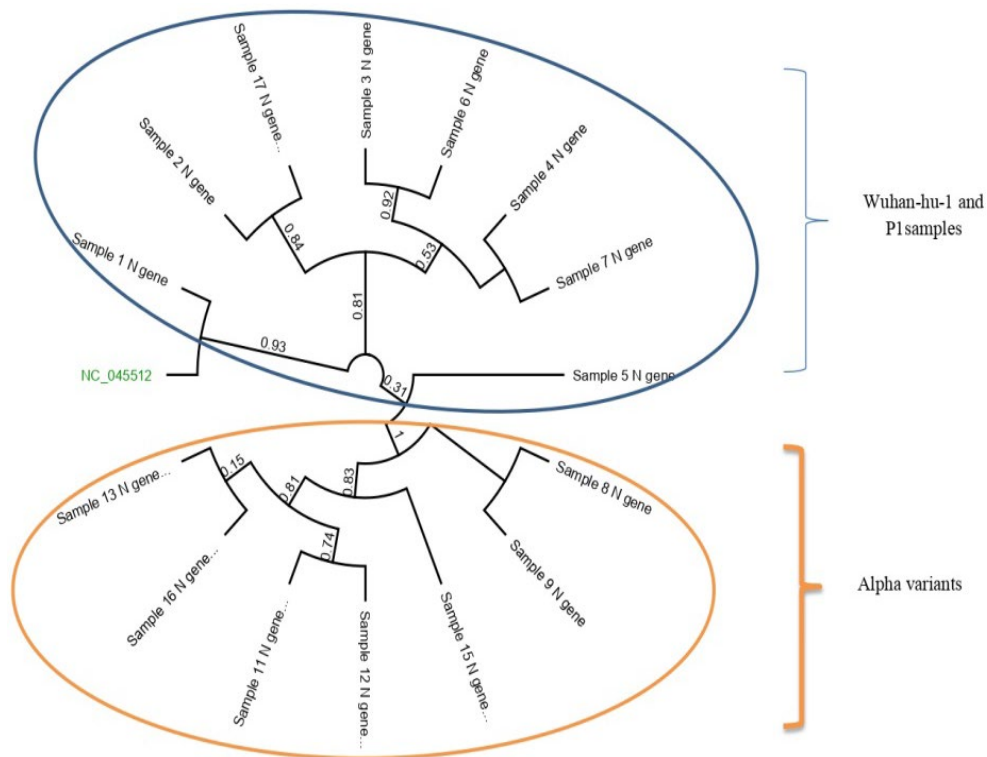 Sample 3 N gene
Sample 17 N gene...
Sample 6 N gene
Sample 2 N gene
Sample 4 N gene
Wuhan-hu-1 and
P1samples
0.92
0.84
0.53
Sample 1 N gene
Sample 7 N gene
0.81
0.93
NC_045512
0.31
Sample 5 N gene
1
0.15
0.83
0.81
Sample 13 N gene...
Sample 8 N gene
0.74
Sample 9 N gene
Alpha variants
Sample 16 N gene...
Sample 11 N gene...
Sample 12 N gene...
Sample 15 N gene...